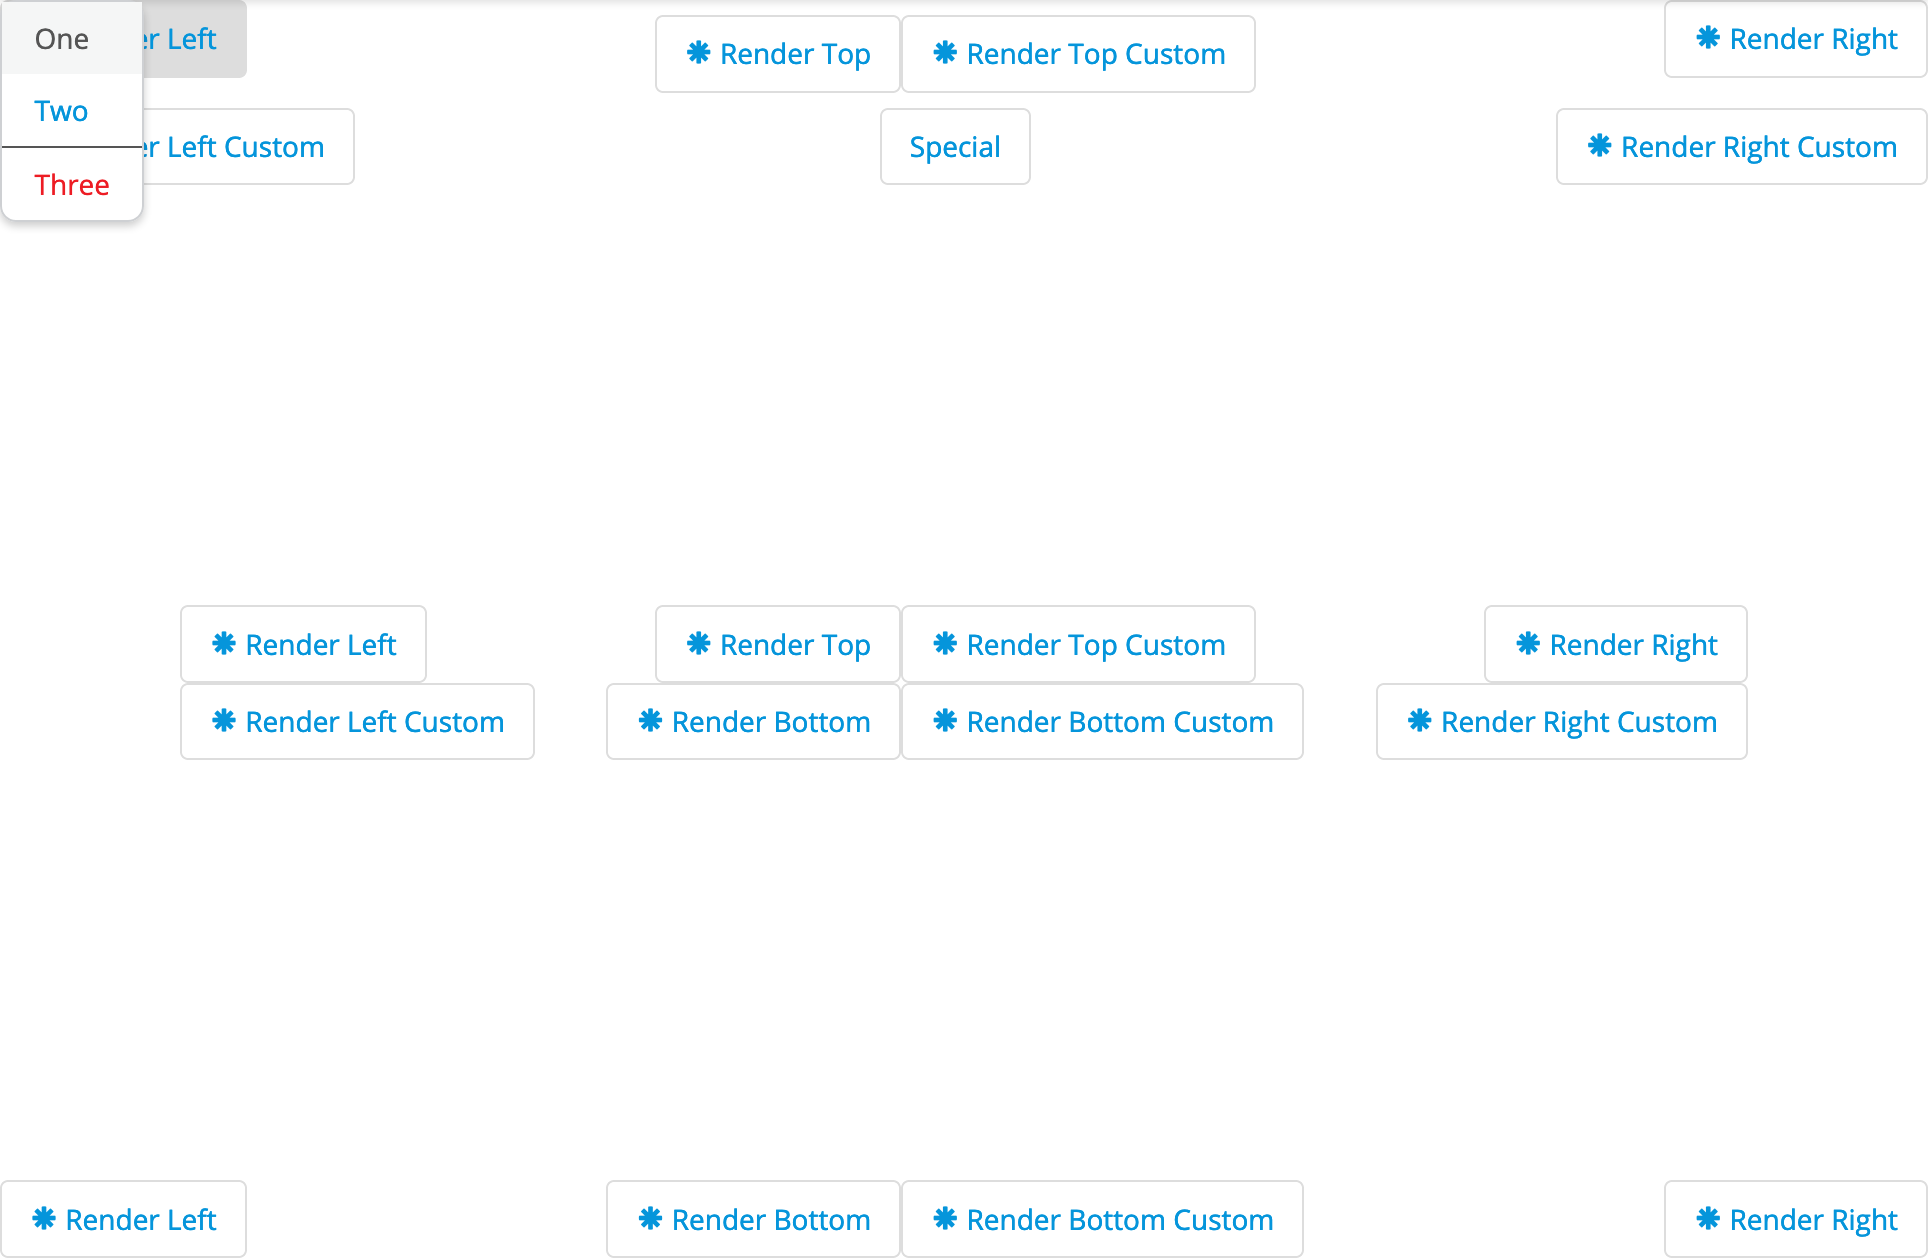 One
er Left
Render Top
Render Top Custom
Render Right
Two
er Left Custom
Special
Render Right Custom
Three
Render Left
Render Top
Render Top Custom
Render Right
Render Left Custom
Render Bottom
Render Bottom Custom
Render Right Custom
Render Left
Render Bottom
Render Bottom Custom
Render Right